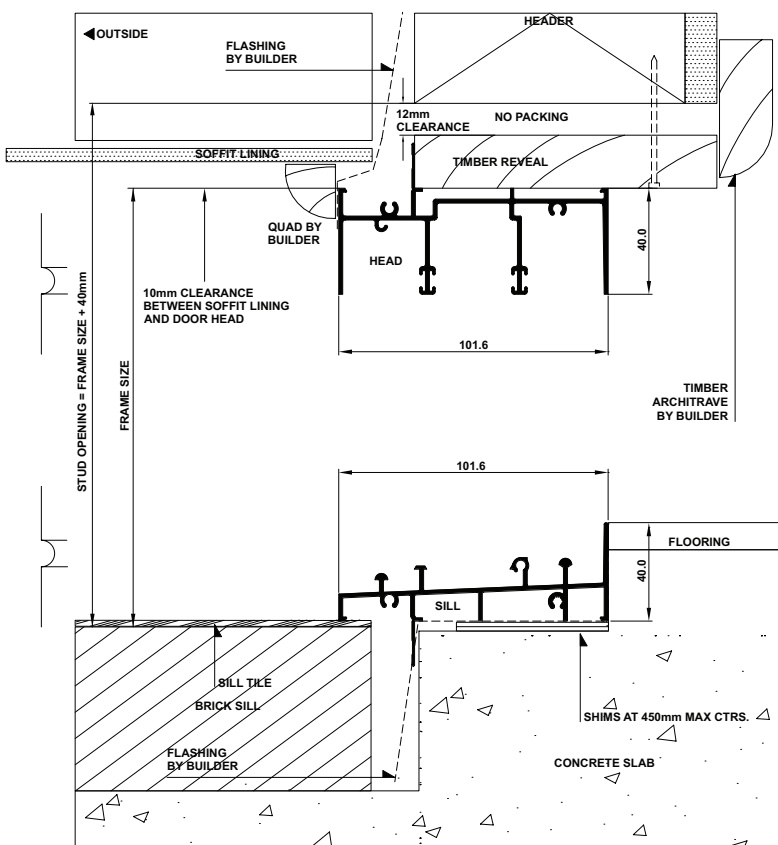 OUTSIDE
HEADER
FLASHING
BY BUILDER
12mm
CLEARANCE
NO PACKING
SOFFIT LINING
TIMBER REVEAL
QUAD BY
BUILDER
HEAD
40.0
10mm CLEARANCE
BETWEEN SOFFIT LINING
AND DOOR HEAD
101.6
STUD OPENING = FRAME SIZE + 40mm
FRAME SIZE
TIMBER
ARCHITRAVE
BY BUILDER
101.6
FLOORING
40.0
SILL
SILL TILE
BRICK SILL
SHIMS AT 450mm MAX CTRS.
FLASHING
BY BUILDER
CONCRETE SLAB